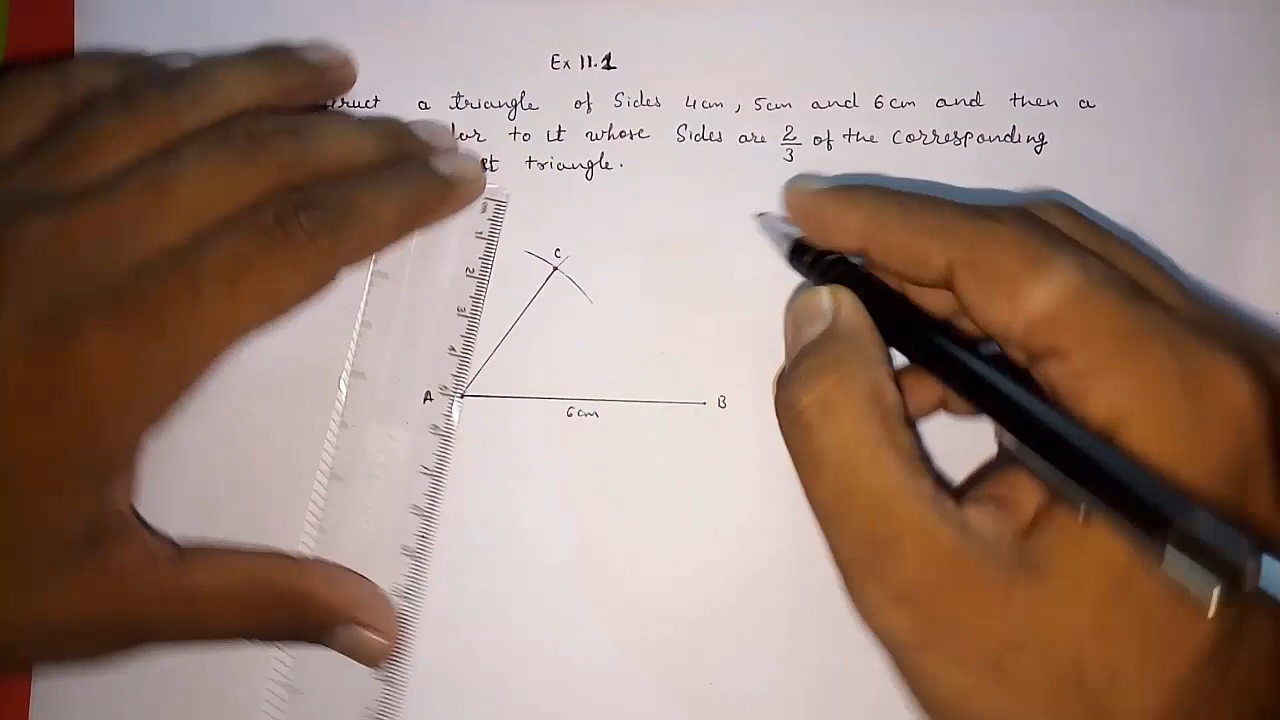 Ex 11.1
a triangle of Sides 4cm, 5cm and 6cm and then a
to it whose Sides are 2/3 of the corresponding
triangle.
C
A
B
6cm